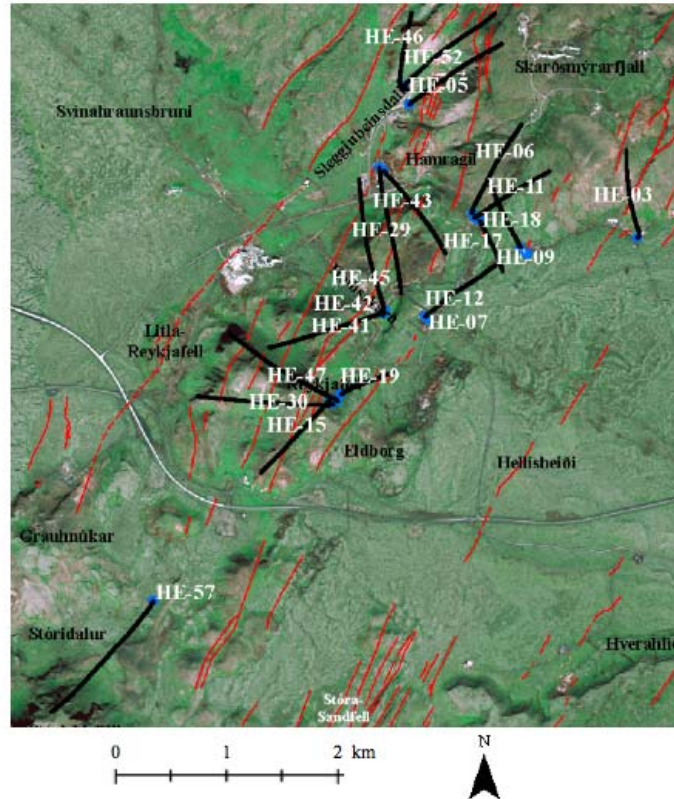 HE-46
HE-52
Skarðsmýrarfjall
HE-05
Svínahraunsbruni
Sleggjubeinsdalur
Hamragil
HE-06
HE-11
HE-03
HE-43
HE-18
HE-29
HE-17
HE-09
HE-45
HE-42
HE-12
HE-41
HE-07
Litla-
Reykjafell
HE-47
HE-19
HE-30
HE-15
Eldborg
Hellisheiði
Grauhnúkar
HE-57
Stóridalur
Stóra-
Sandfell
0 1 2 km
N